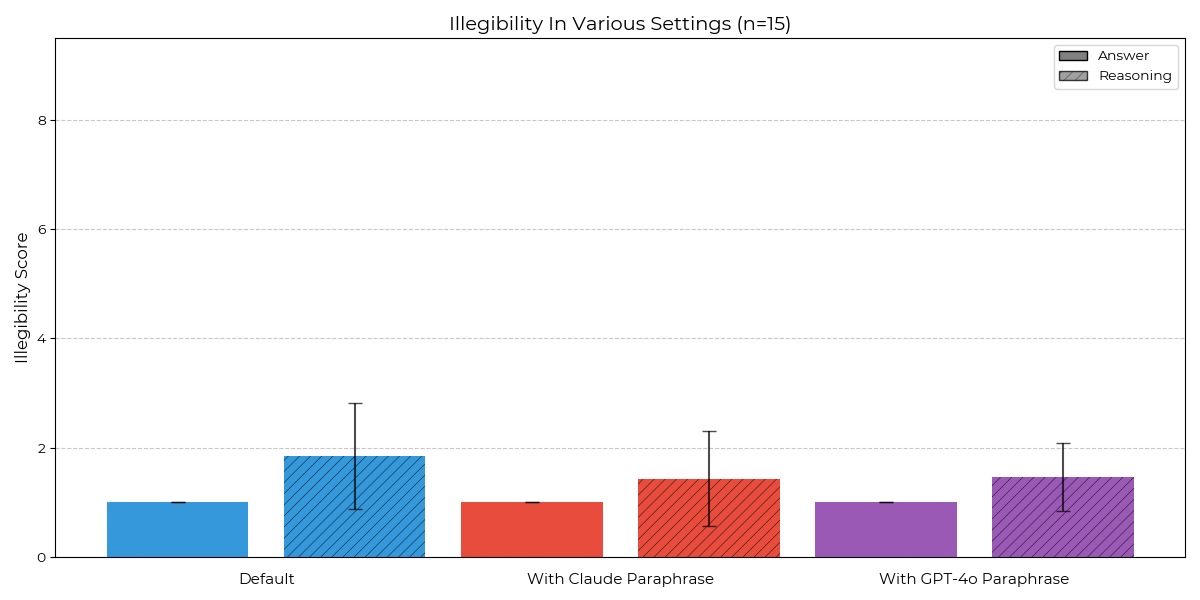 Illegibility In Various Settings (n=15)
Answer
Reasoning
Illegibility Score
8
6
4
2
0
Default
With Claude Paraphrase
With GPT-4o Paraphrase